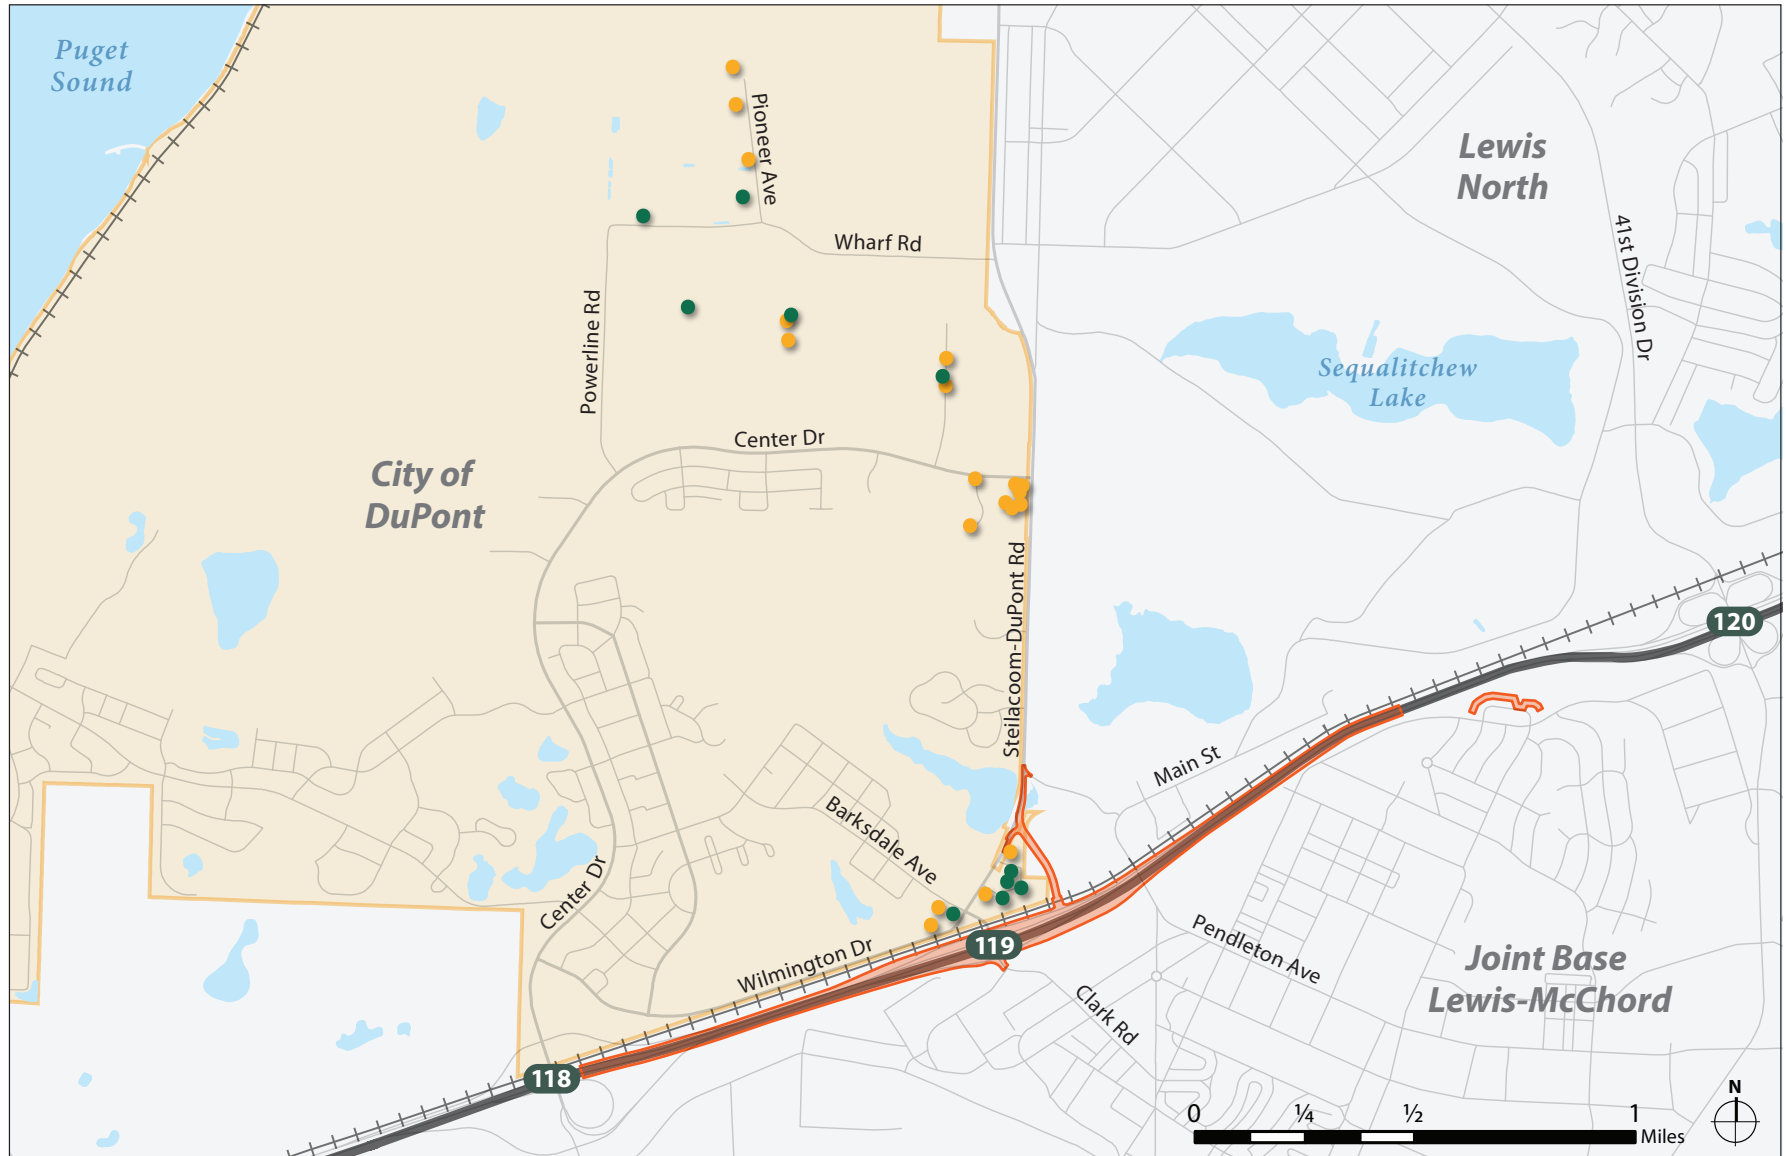 Puget
Sound
Pioneer Ave
Lewis
North
Wharf Rd
41st Division Dr
Powerline Rd
Sequalitchew
Lake
Center Dr
City of
DuPont
Steilacoom-DuPont Rd
120
Main St
Barksdale Ave
Center Dr
Wilmington Dr
119
Pendleton Ave
Joint Base
Lewis-McChord
Clark Rd
118
N
0 ¼ ½ 1
Miles